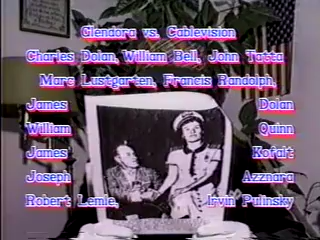 Glendora vs. Cablevision
Charles Dolan, William Bell, John Tatta
Marc Lustgarten, Francis Randolph,
James Dolan
William Quinn
James Kofalt
Joseph Azznara
Robert Lemle, Irvin Pulinsky